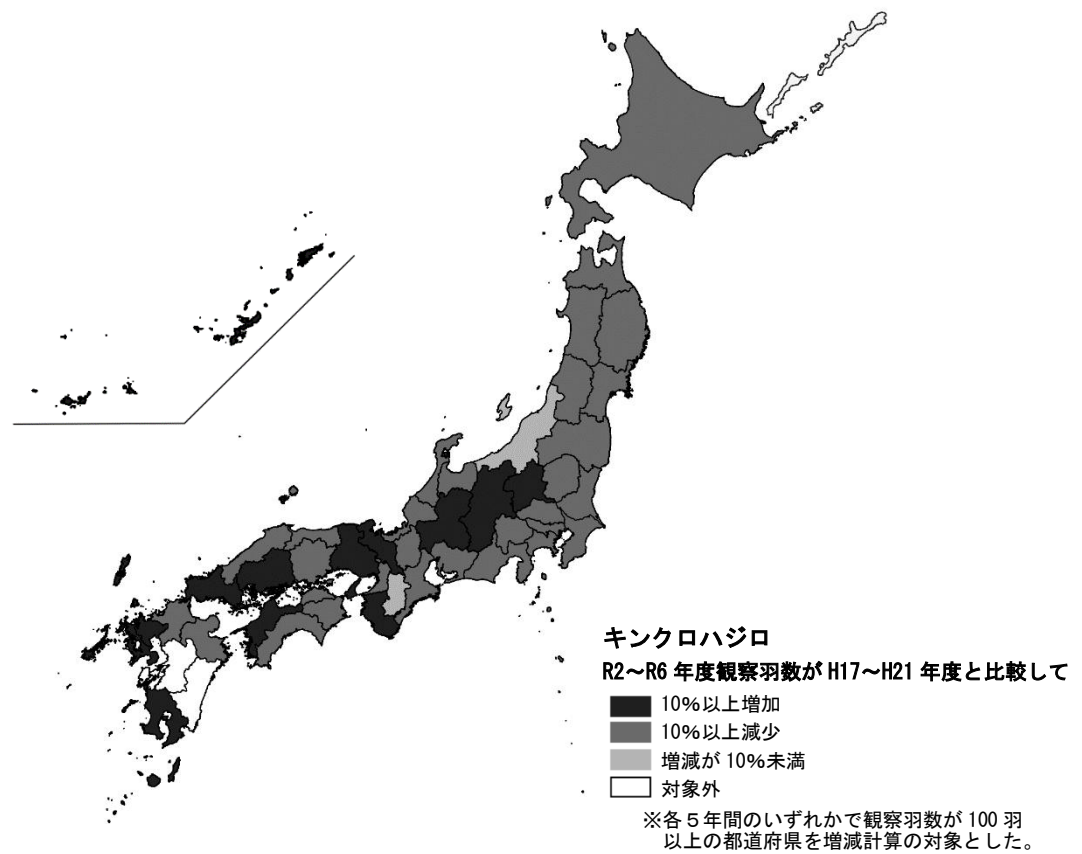 キンクロハジロ
R2～R6 年度観察羽数が H17～H21 年度と比較して
10%以上増加
10%以上減少
増減が 10%未満
対象外
※各５年間のいずれかで観察羽数が 100 羽
以上の都道府県を増減計算の対象とした。